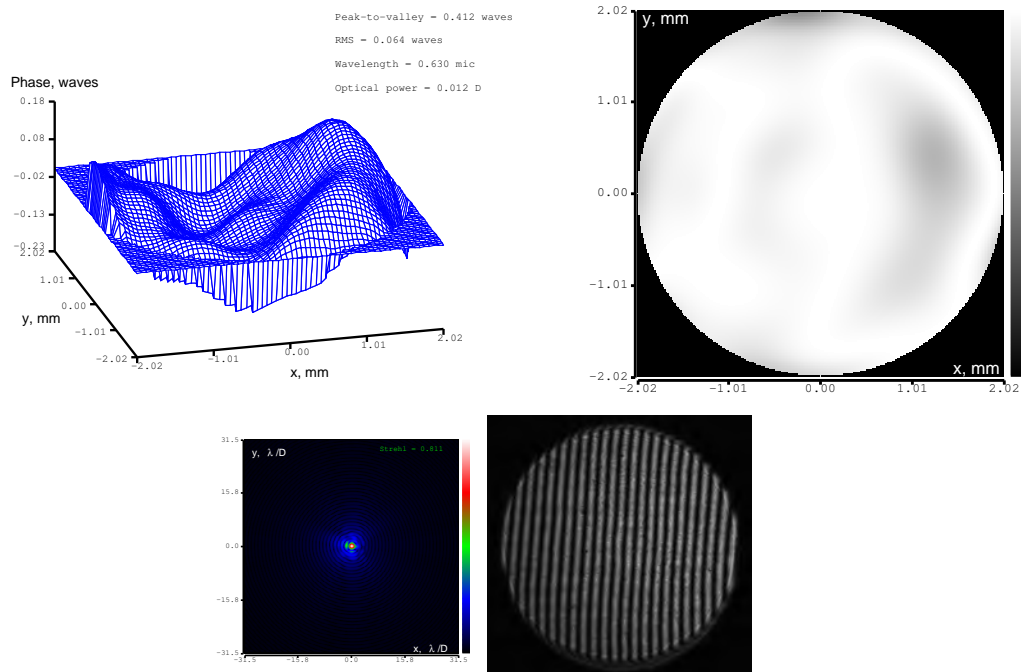 Peak-to-valley = 0.412 waves
RMS = 0.064 waves
Wavelength = 0.630 mic
Optical power = 0.012 D
Phase, waves
0.18
0.08
-0.02
-0.13
-0.23
2.02
1.01
0.00
-1.01
-2.02
y, mm
-2.02
-1.01
0.00
1.01
2.02
x, mm
2.02
y, mm
1.01
0.00
-1.01
-2.02
x, mm
-2.02
-1.01
0.00
1.01
2.02
31.5
y, λ/D
Strehl = 0.811
15.8
0.0
-15.8
-31.5
x, λ/D
-31.5
-15.8
0.0
15.8
31.5